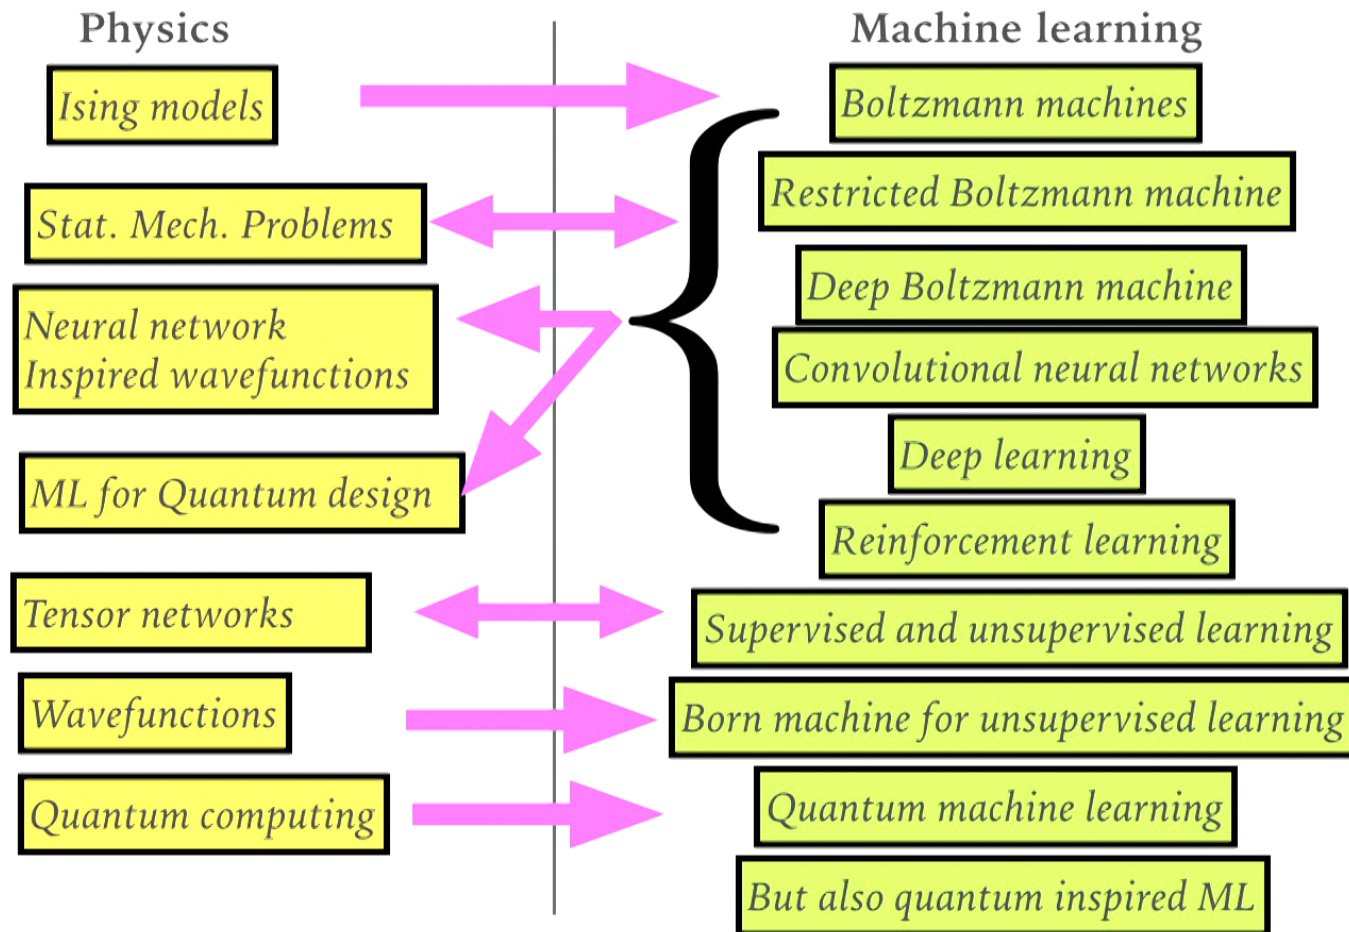 Physics
Machine learning
Ising models
Boltzmann machines
Restricted Boltzmann machine
Stat. Mech. Problems
Deep Boltzmann machine
Neural network
Inspired wavefunctions
Convolutional neural networks
Deep learning
ML for Quantum design
Reinforcement learning
Tensor networks
Supervised and unsupervised learning
Wavefunctions
Born machine for unsupervised learning
Quantum computing
Quantum machine learning
But also quantum inspired ML